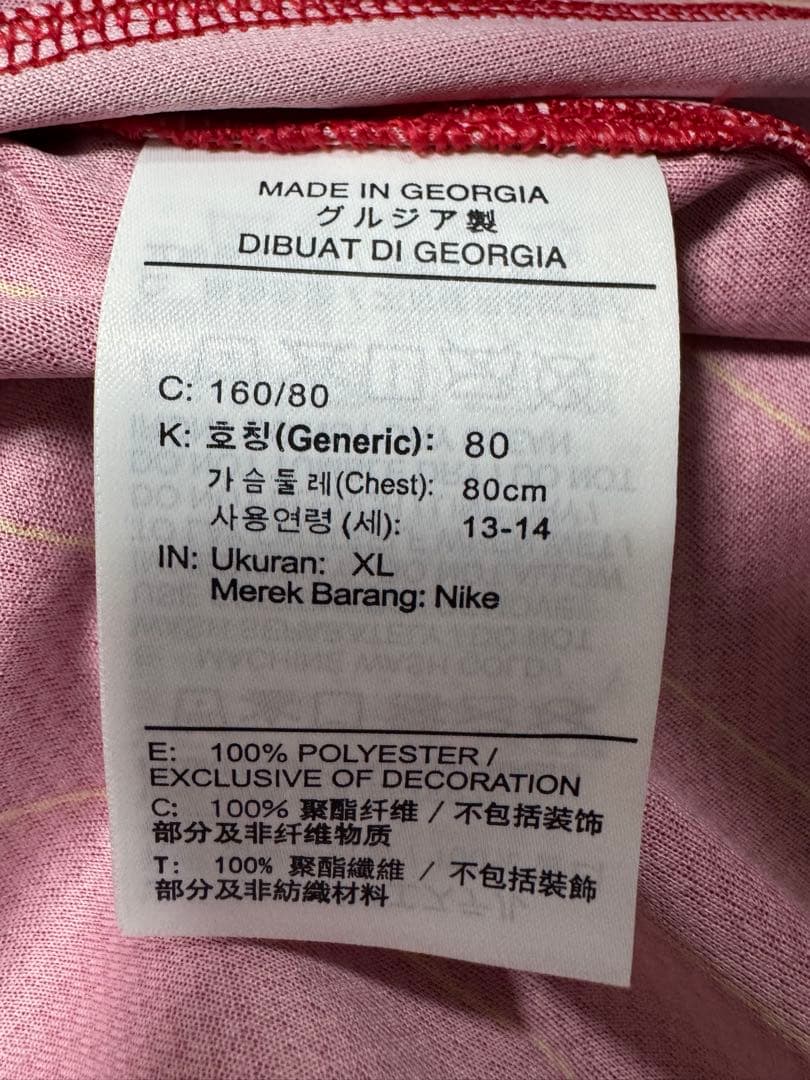 MADE IN GEORGIA
グルジア製
DIBUAT DI GEORGIA
C: 160/80
K: 호칭(Generic): 80
가슴둘레(Chest): 80cm
사용연령(세): 13-14
IN: Ukuran: XL
Merek Barang: Nike
E: 100% POLYESTER /
EXCLUSIVE OF DECORATION
C: 100% 聚酯纤维 / 不包括装饰
部分及非纤维物质
T: 100% 聚酯纖維 / 不包括裝飾
部分及非紡織材料